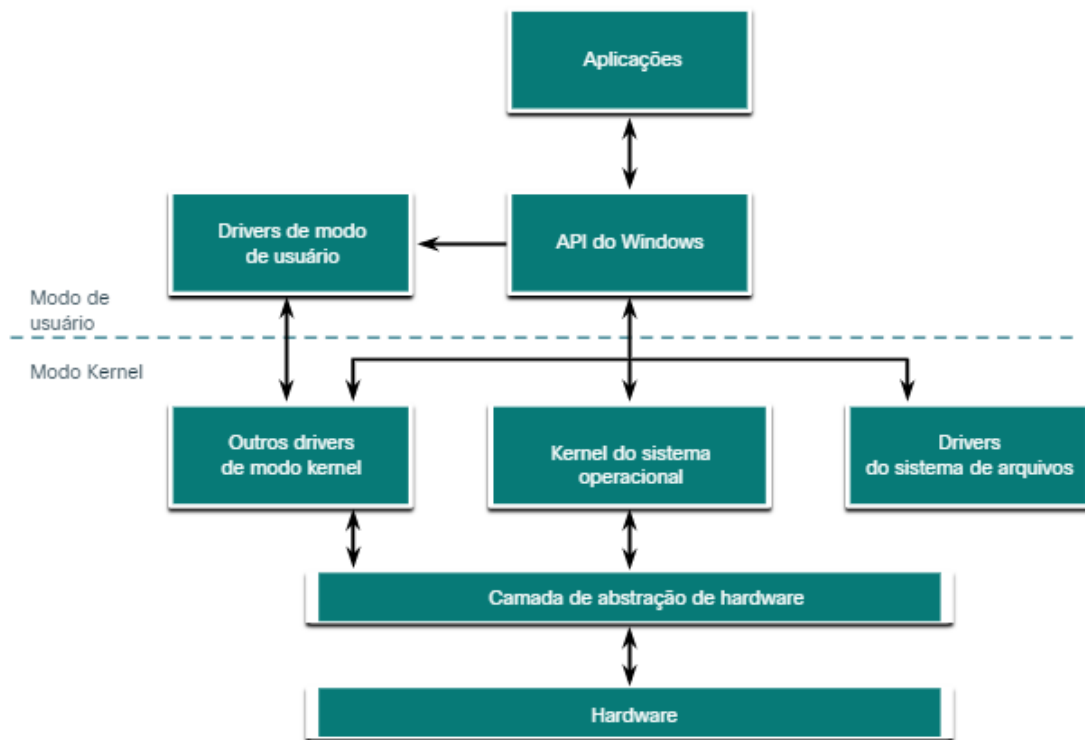 Aplicações
Drivers de modo
de usuário
API do Windows
Modo de
usuário
Modo Kernel
Outros drivers
de modo kernel
Kernel do sistema
operacional
Drivers
do sistema de arquivos
Camada de abstração de hardware
Hardware